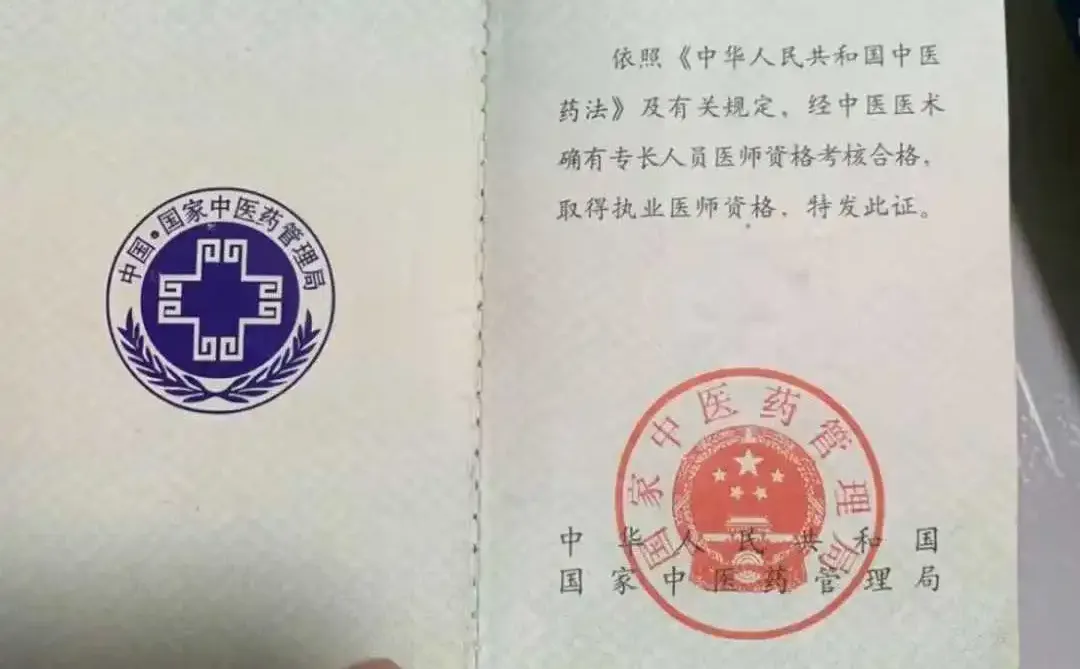 中国·国家中医药管理局
依照《中华人民共和国中医
药法》及有关规定，经中医医术
确有专长人员医师资格考核合格，
取得执业医师资格，特发此证。
国家中医药管理局
中华人民共和国
国家中医药管理局